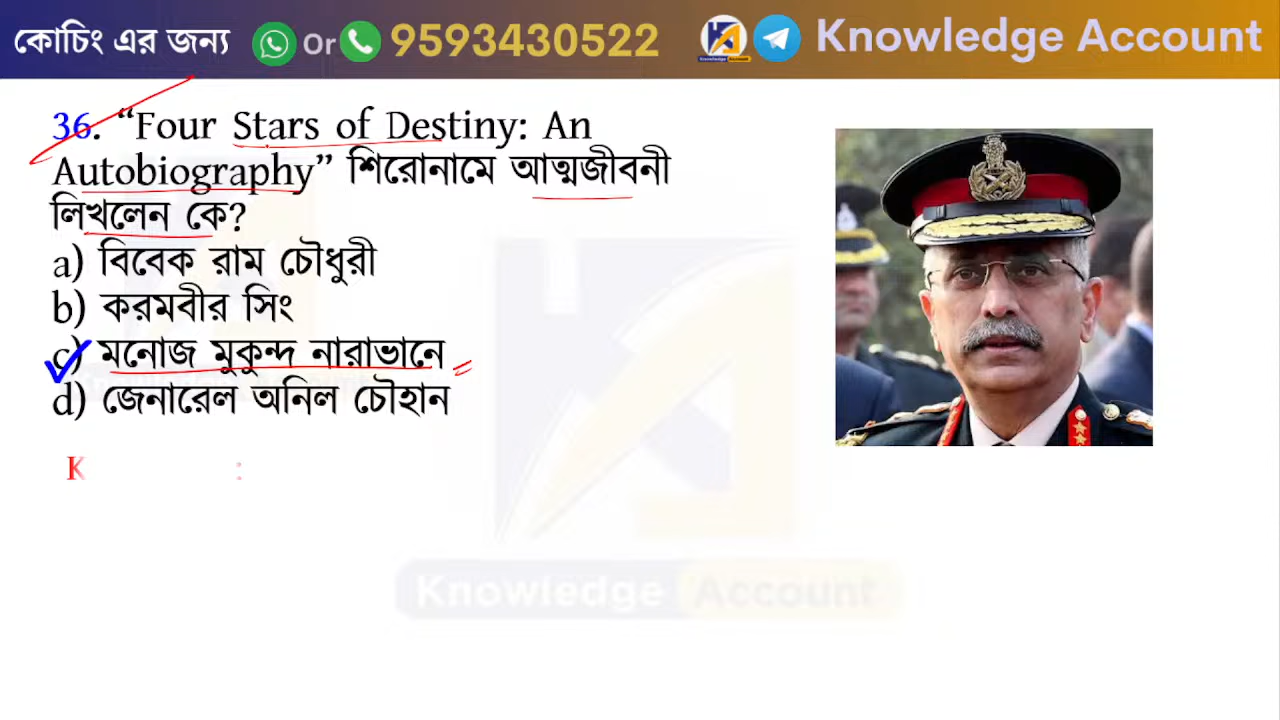 কোচিং এর জন্য Or 9593430522 Knowledge Account
36. “Four Stars of Destiny: An
Autobiography” শিরোনামে আত্মজীবনী
লিখলেন কে?
a) বিবেক রাম চৌধুরী
b) করমবীর সিং
c) মনোজ মুকুন্দ নারাভানে
d) জেনারেল অনিল চৌহান
K :
Knowledge Account